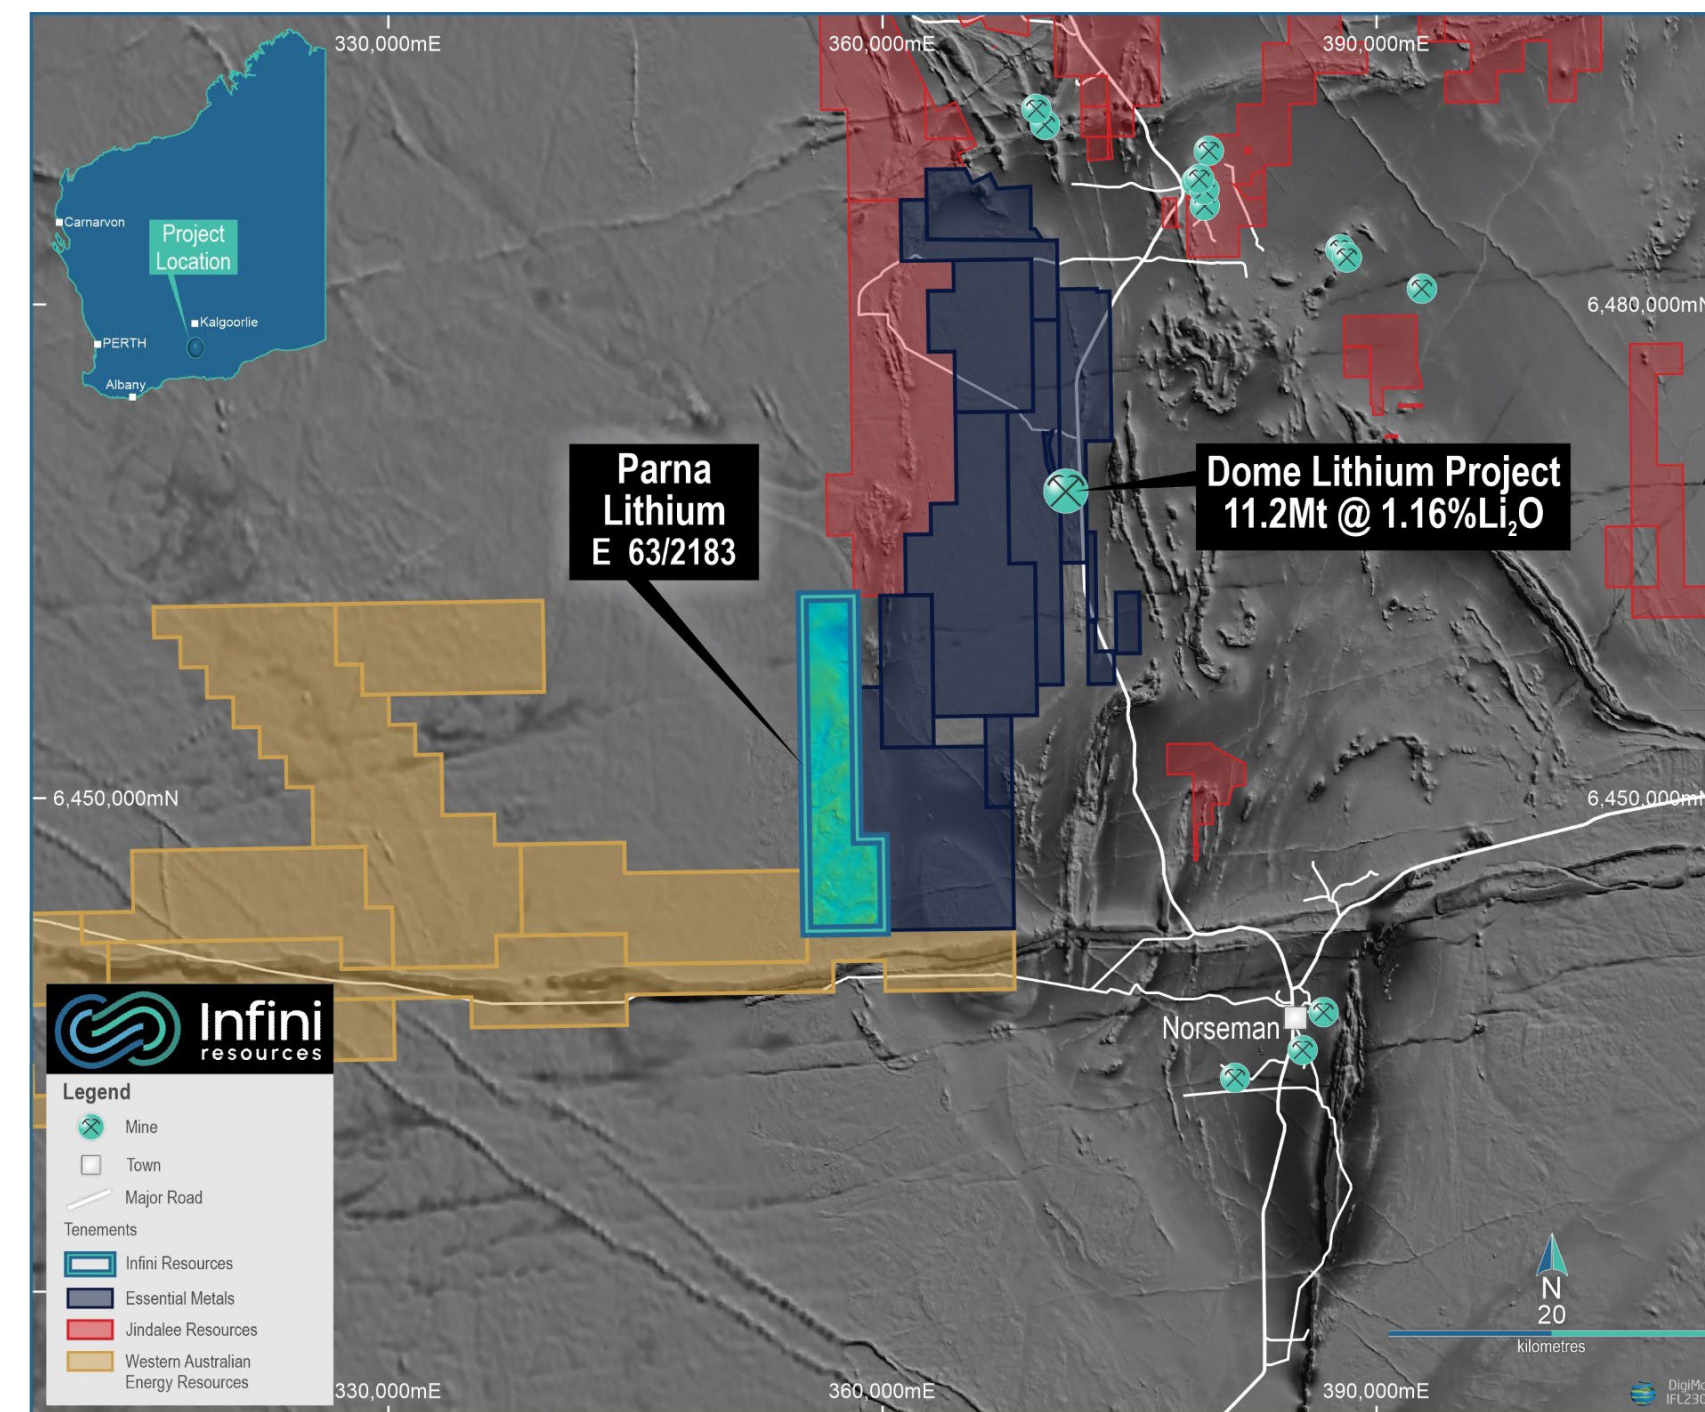 330,000mE
360,000mE
390,000mE
Carnarvon
Project
Location
Kalgoorlie
PERTH
Albany
6,480,000mN
Parna
Lithium
E 63/2183
Dome Lithium Project
11.2Mt @ 1.16%Li₂O
6,450,000mN
6,450,000mN
Norseman
Infini
resources
Legend
Mine
Town
Major Road
Tenements
Infini Resources
Essential Metals
Jindalee Resources
Western Australian
Energy Resources
N
20
kilometres
330,000mE
360,000mE
390,000mE